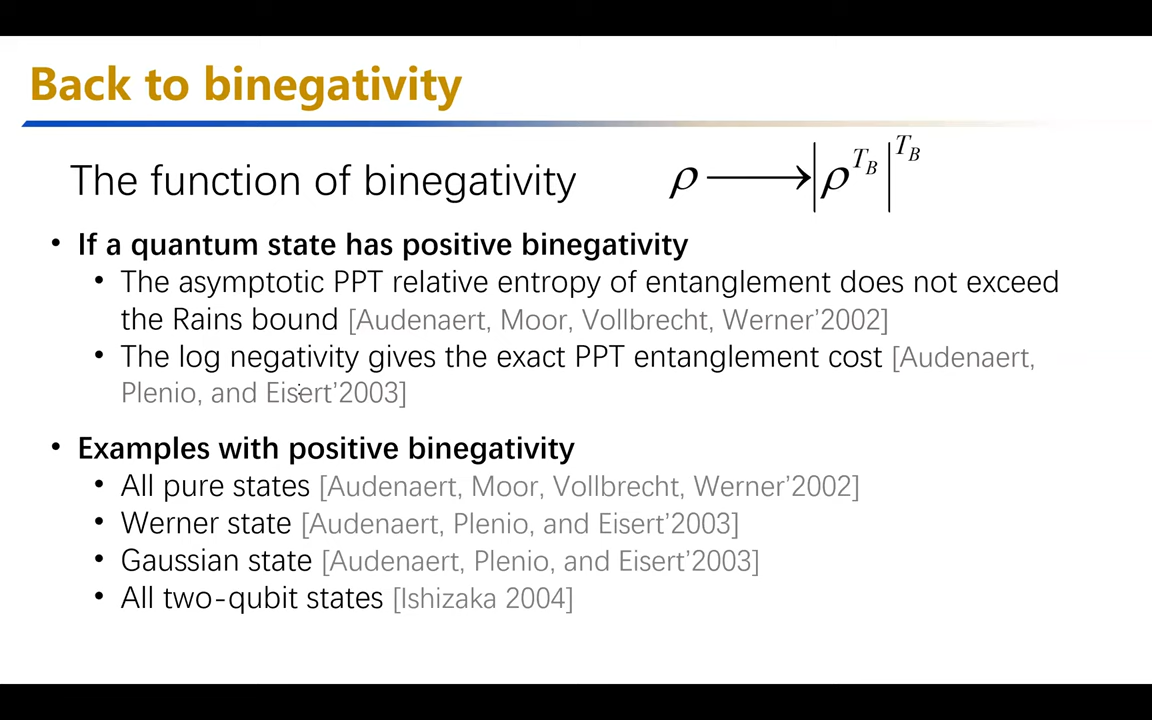 Back to binegativity
The function of binegativity ρ ⟶ |ρ^{T_B}|^{T_B}
• If a quantum state has positive binegativity
• The asymptotic PPT relative entropy of entanglement does not exceed
the Rains bound [Audenaert, Moor, Vollbrecht, Werner’2002]
• The log negativity gives the exact PPT entanglement cost [Audenaert,
Plenio, and Eisert’2003]
• Examples with positive binegativity
• All pure states [Audenaert, Moor, Vollbrecht, Werner’2002]
• Werner state [Audenaert, Plenio, and Eisert’2003]
• Gaussian state [Audenaert, Plenio, and Eisert’2003]
• All two-qubit states [Ishizaka 2004]